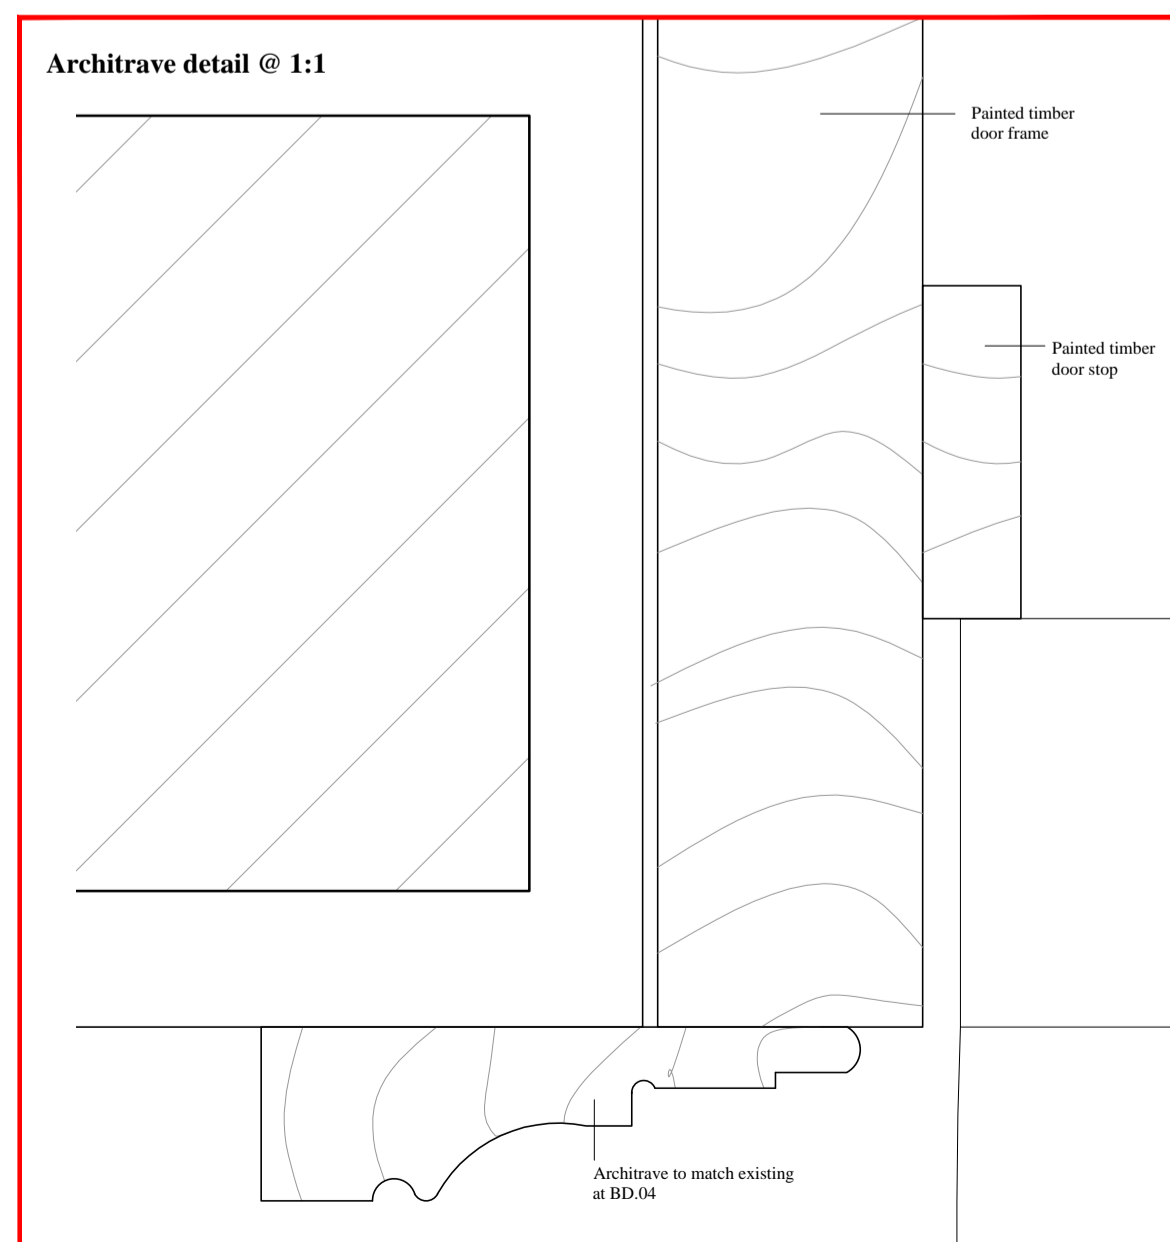 Architrave detail @ 1:1
Painted timber
door frame
Painted timber
door stop
Architrave to match existing
at BD.04